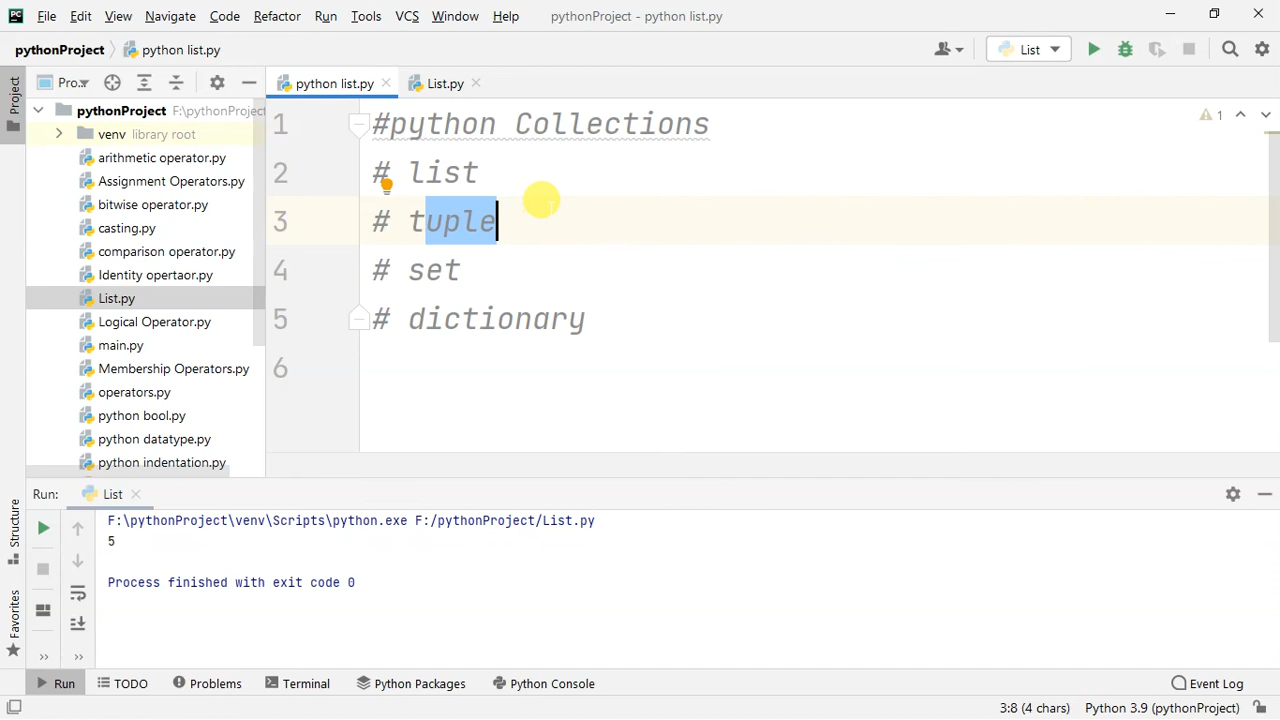 PC File Edit View Navigate Code Refactor Run Tools VCS Window Help pythonProject - python list.py
pythonProject python list.py List
Project
Pro... python list.py List.py
pythonProject F:\pythonProject
venv library root
arithmetic operator.py
Assignment Operators.py
bitwise operator.py
casting.py
comparison operator.py
Identity opertaor.py
List.py
Logical Operator.py
main.py
Membership Operators.py
operators.py
python bool.py
python datatype.py
python indentation.py
1 #python Collections
2 # list
3 # tuple
4 # set
5 # dictionary
6
1
Run: List
F:\pythonProject\venv\Scripts\python.exe F:/pythonProject/List.py
5
Process finished with exit code 0
Structure
Favorites
>> >>
Run TODO Problems Terminal Python Packages Python Console Event Log
3:8 (4 chars) Python 3.9 (pythonProject)